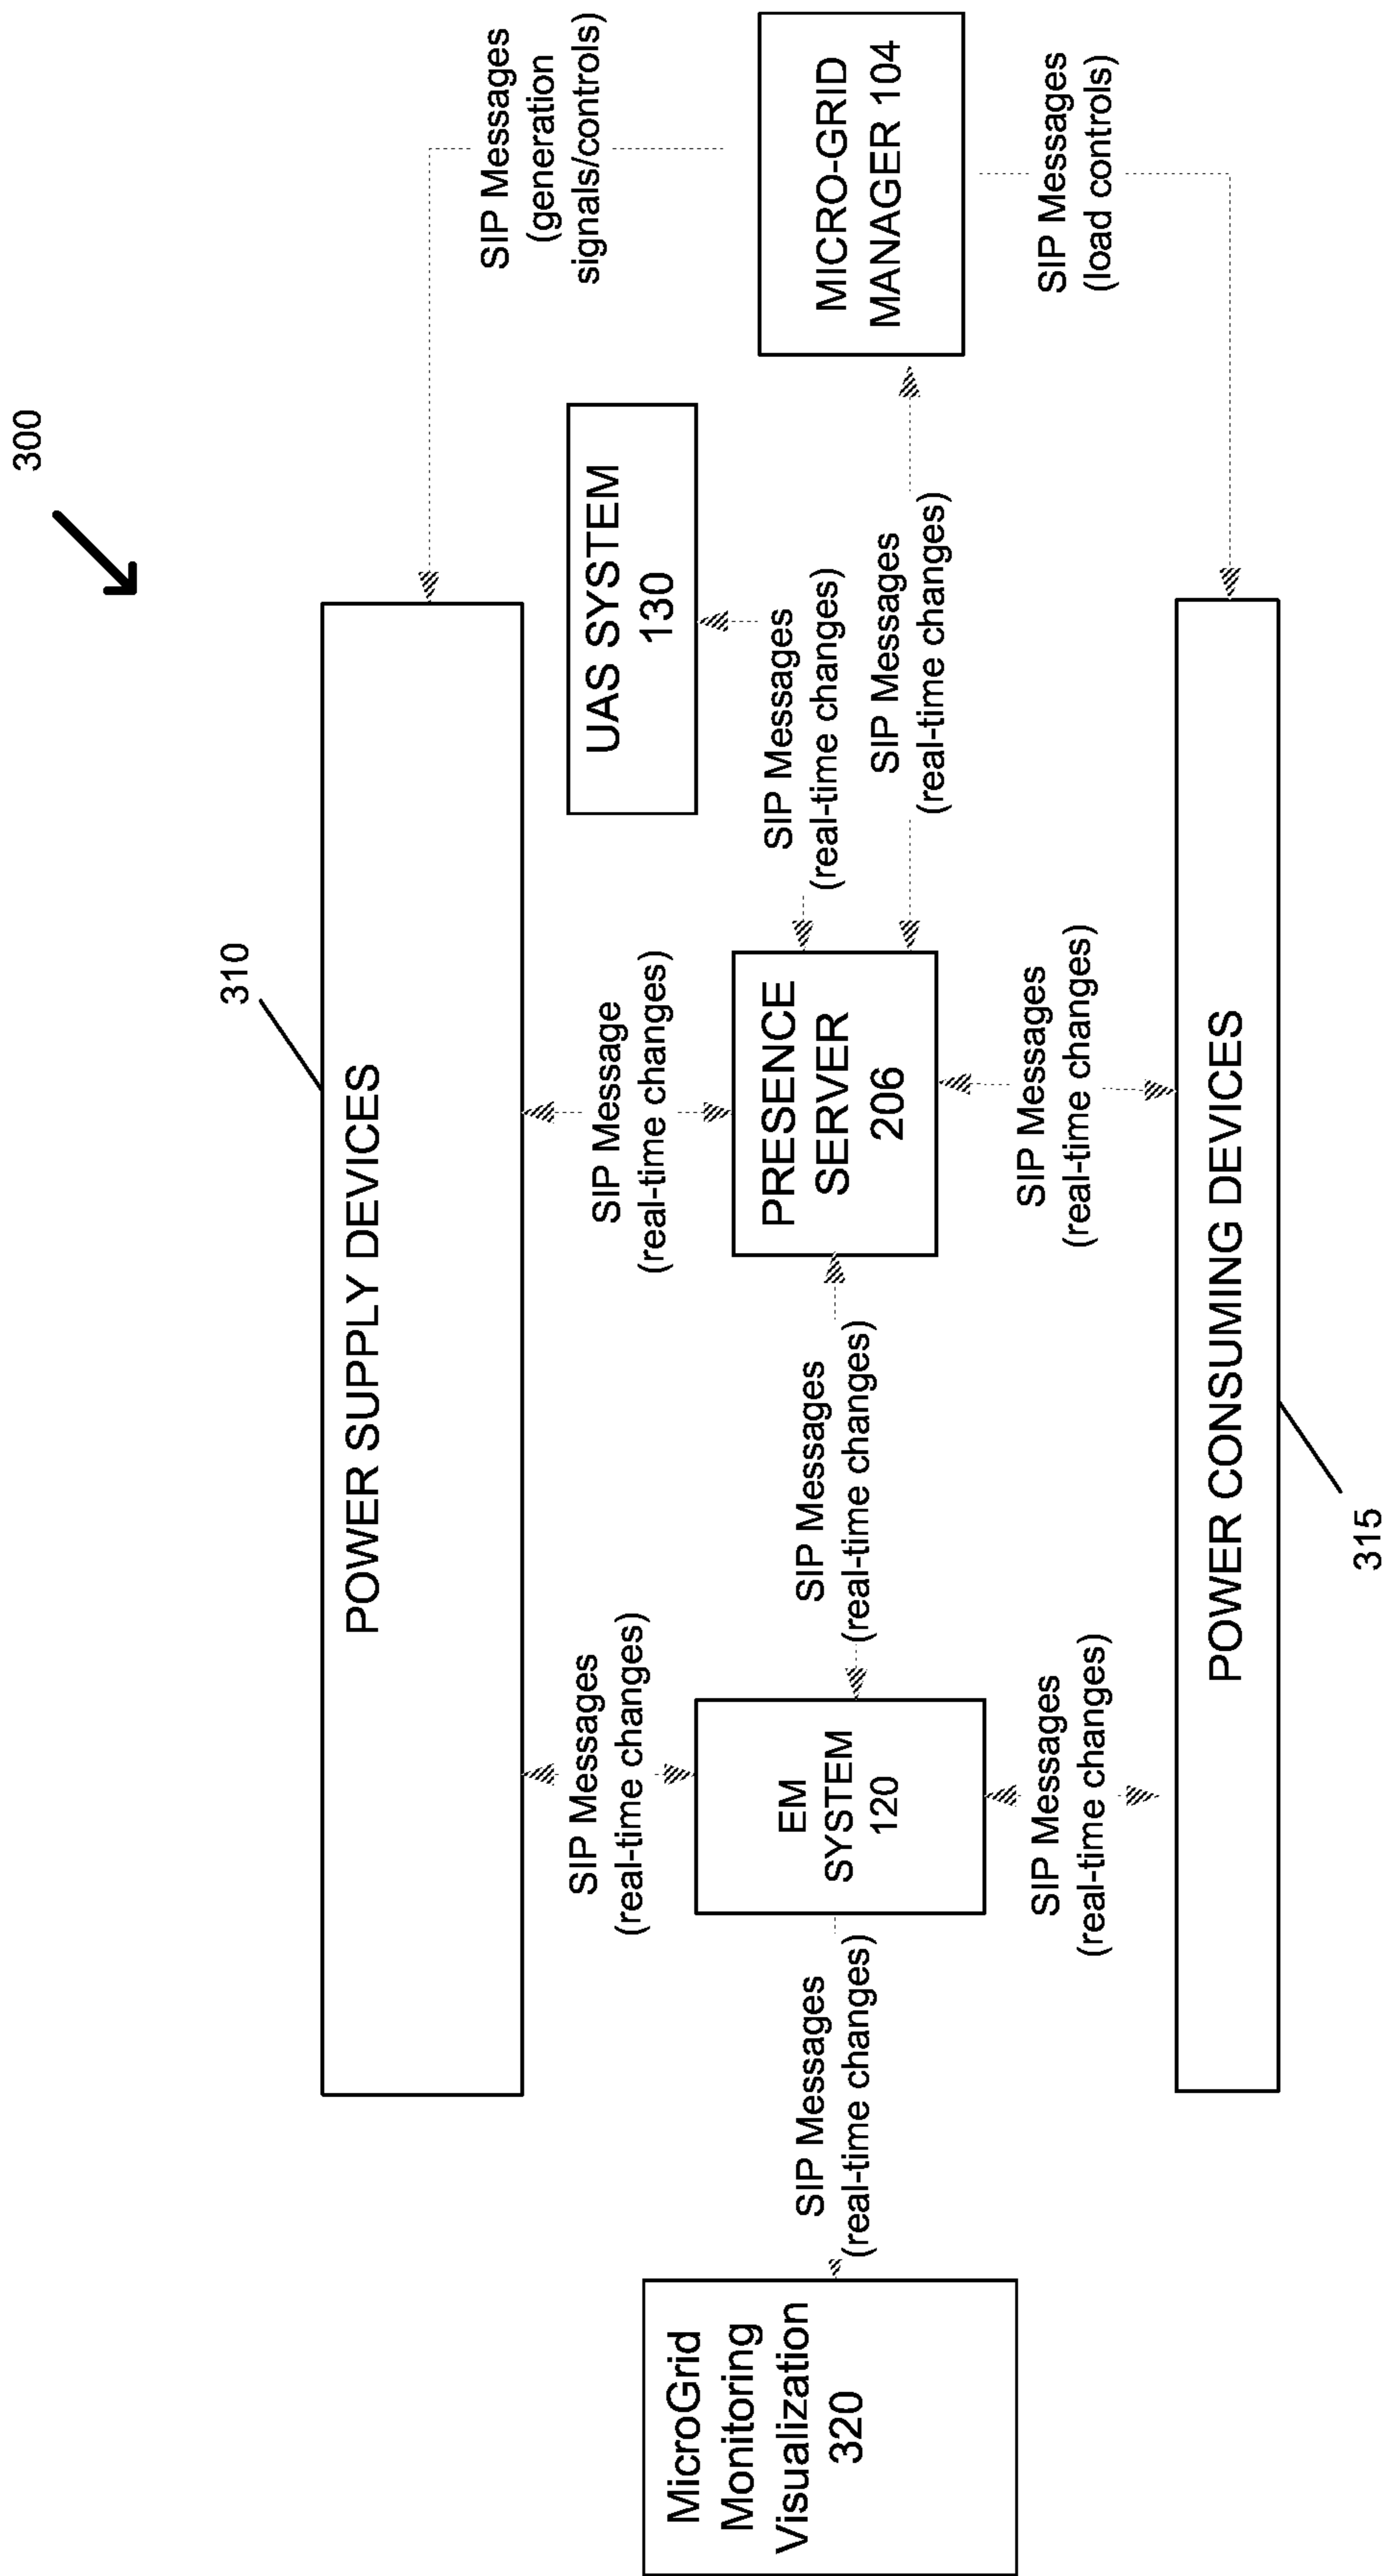 300
310
POWER SUPPLY DEVICES
SIP Messages
(generation
signals/controls)
SIP Messages
(real-time changes)
SIP Message
(real-time changes)
UAS SYSTEM
130
MicroGrid
Monitoring
Visualization
320
SIP Messages
(real-time changes)
EM
SYSTEM
120
SIP Messages
(real-time changes)
PRESENCE
SERVER
206
SIP Messages
(real-time changes)
SIP Messages
(real-time changes)
MICRO-GRID
MANAGER 104
SIP Messages
(real-time changes)
SIP Messages
(real-time changes)
SIP Messages
(load controls)
POWER CONSUMING DEVICES
315